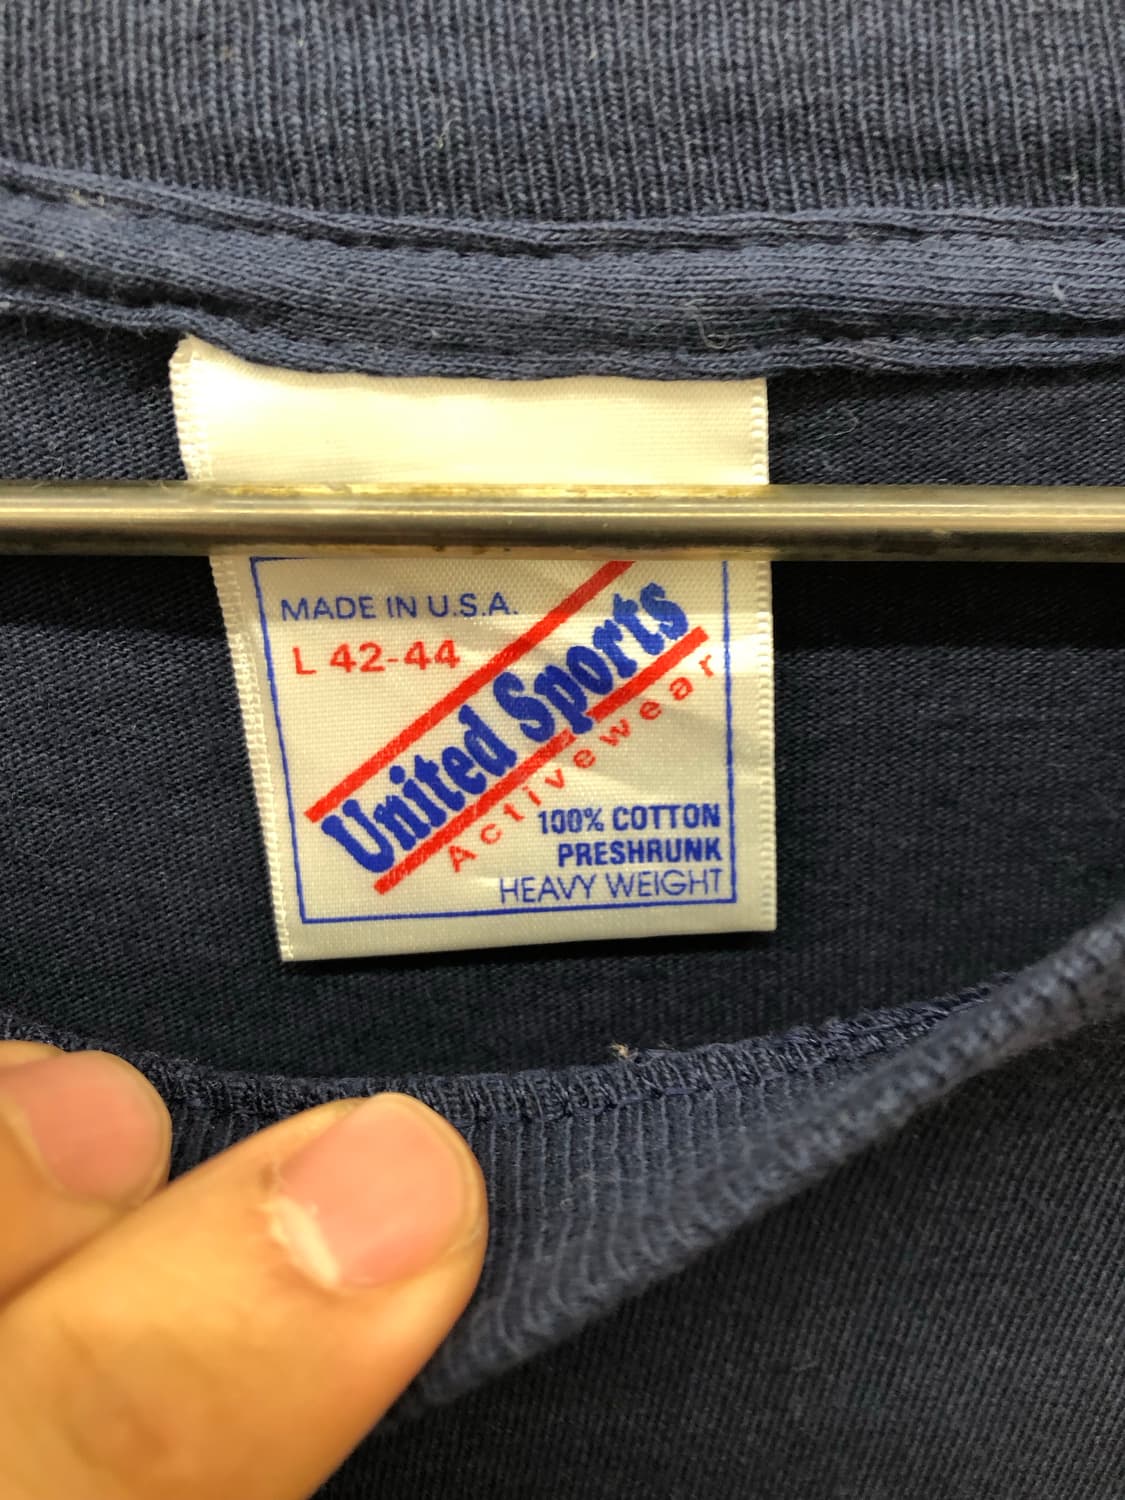 MADE IN U.S.A.
L 42-44
United Sports
Activewear
100% COTTON
PRESHRUNK
HEAVY WEIGHT